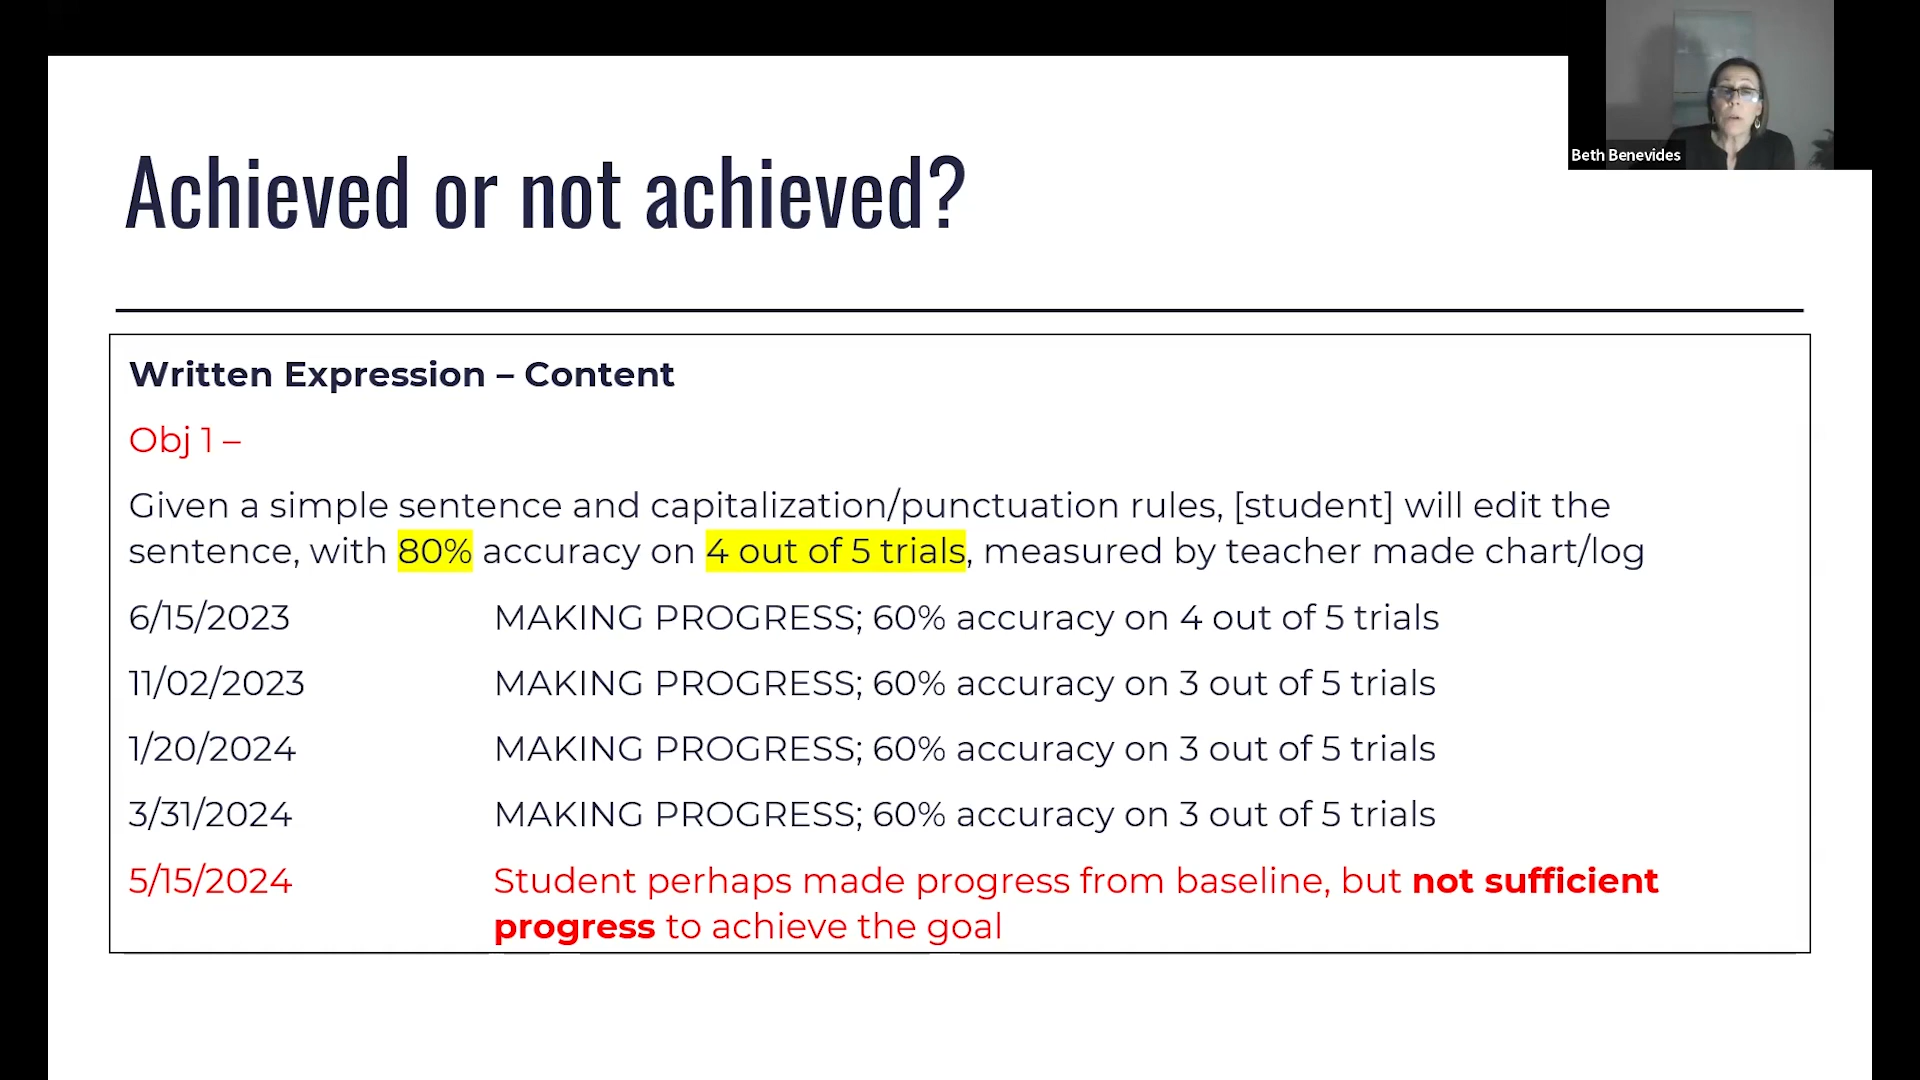 Beth Benevides
Achieved or not achieved?
Written Expression – Content
Obj 1 –
Given a simple sentence and capitalization/punctuation rules, [student] will edit the
sentence, with 80% accuracy on 4 out of 5 trials, measured by teacher made chart/log
6/15/2023 MAKING PROGRESS; 60% accuracy on 4 out of 5 trials
11/02/2023 MAKING PROGRESS; 60% accuracy on 3 out of 5 trials
1/20/2024 MAKING PROGRESS; 60% accuracy on 3 out of 5 trials
3/31/2024 MAKING PROGRESS; 60% accuracy on 3 out of 5 trials
5/15/2024 Student perhaps made progress from baseline, but not sufficient
progress to achieve the goal